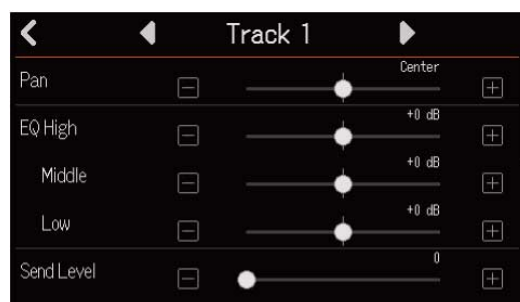 Track 1
Pan Center
EQ High +0 dB
Middle +0 dB
Low +0 dB
Send Level 0